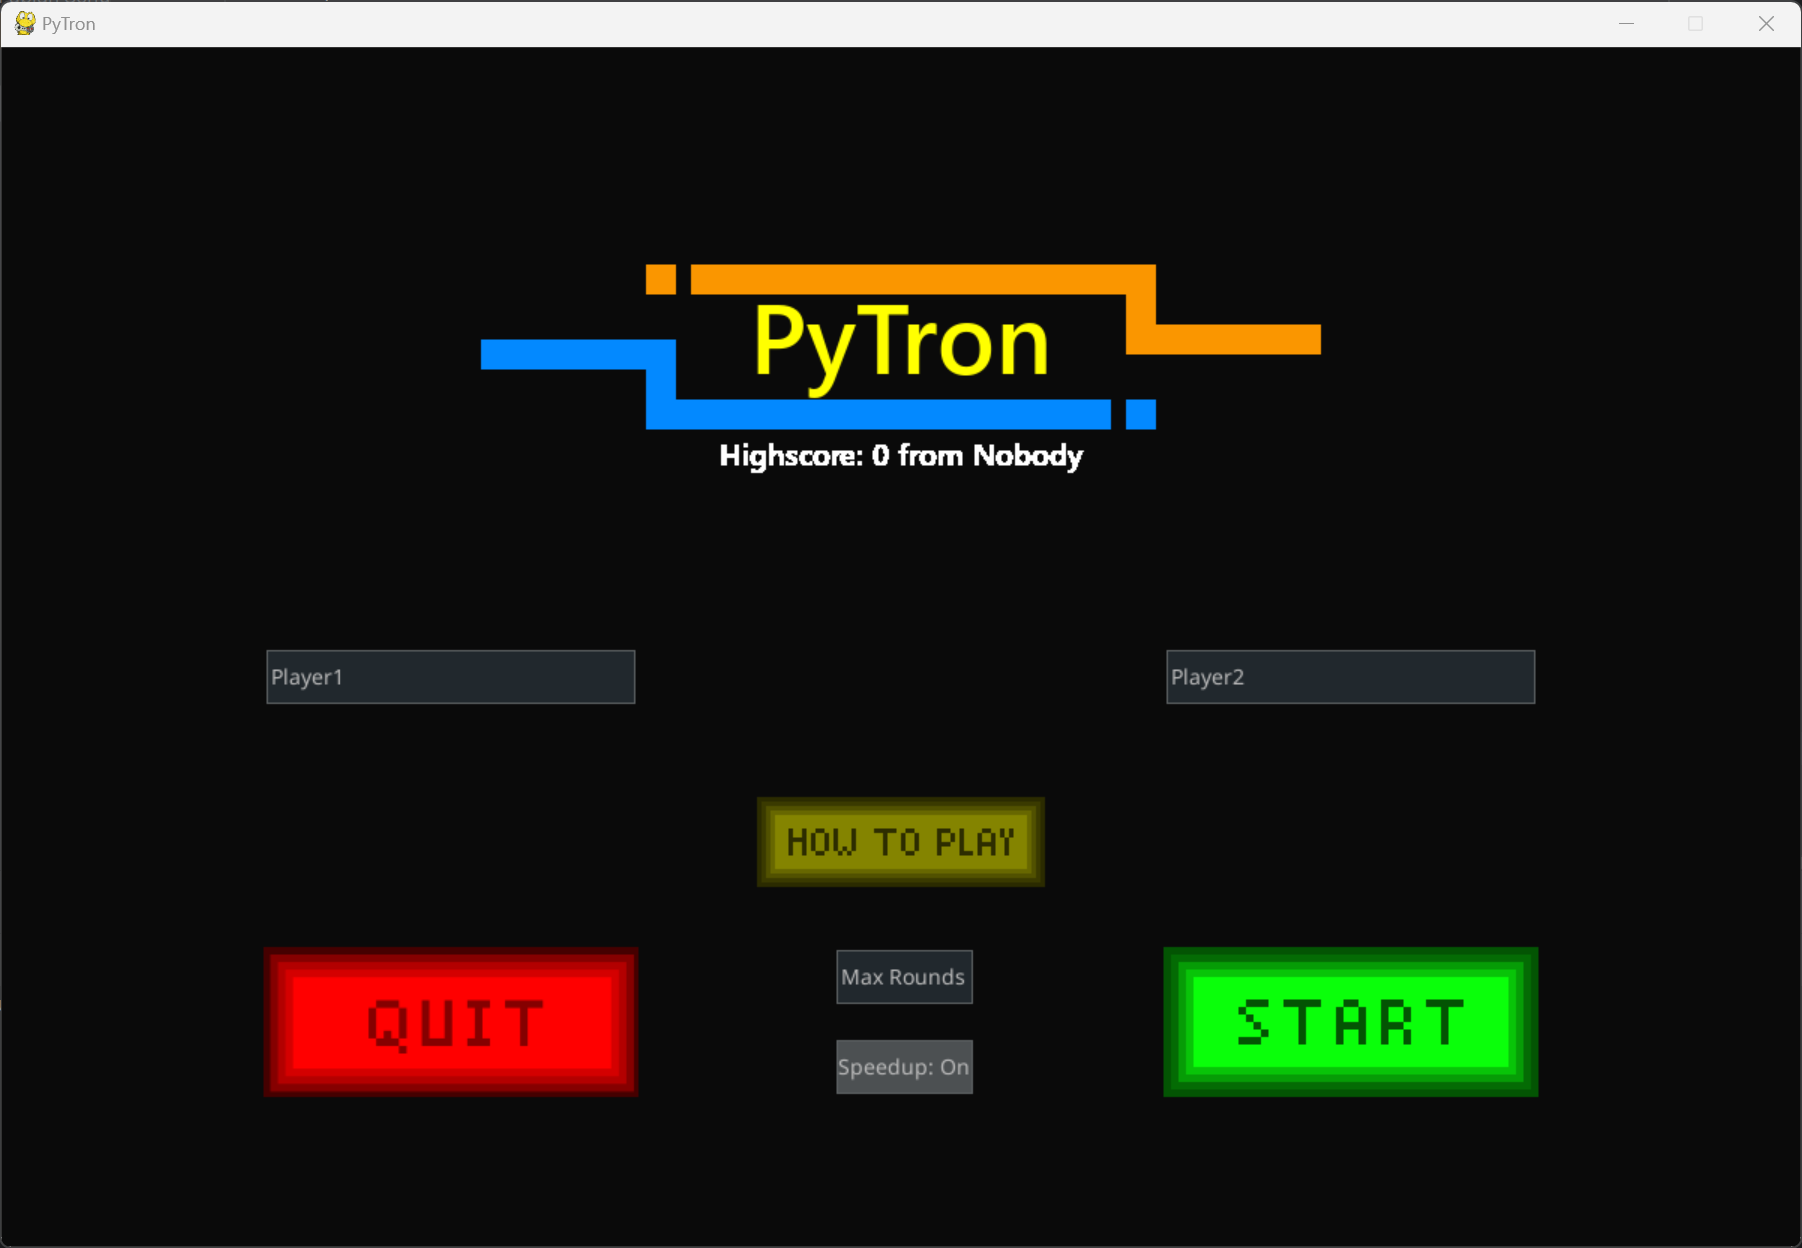 PyTron
PyTron
Highscore: 0 from Nobody
Player1
Player2
HOW TO PLAY
QUIT
Max Rounds
START
Speedup: On